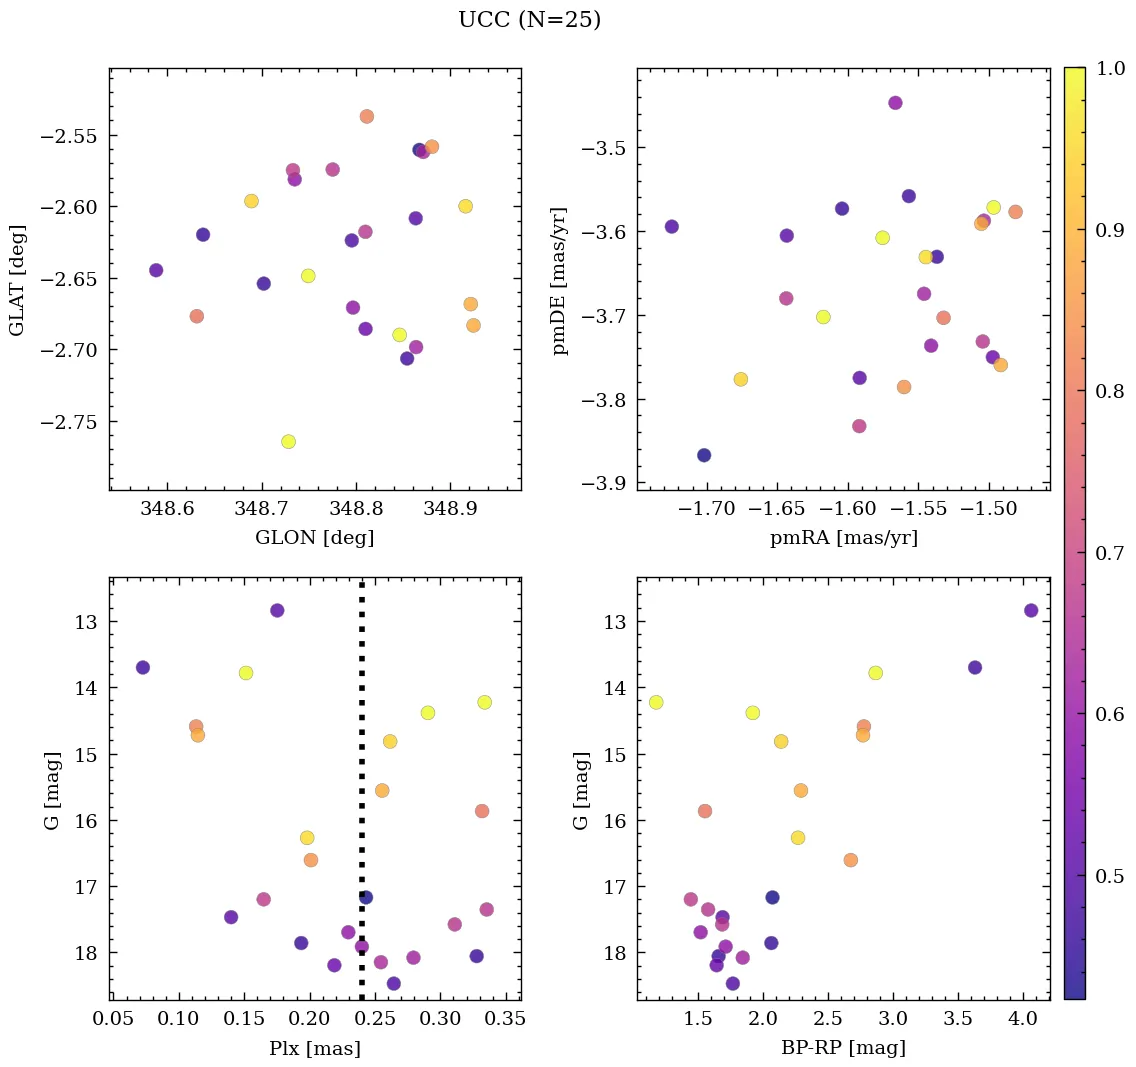 UCC (N=25)
−2.55
−2.60
−2.65
−2.70
−2.75
GLAT [deg]
348.6 348.7 348.8 348.9
GLON [deg]
−3.5
−3.6
−3.7
−3.8
−3.9
pmDE [mas/yr]
−1.70 −1.65 −1.60 −1.55 −1.50
pmRA [mas/yr]
13
14
15
16
17
18
G [mag]
0.05 0.10 0.15 0.20 0.25 0.30 0.35
Plx [mas]
13
14
15
16
17
18
G [mag]
1.5 2.0 2.5 3.0 3.5 4.0
BP-RP [mag]
1.0
0.9
0.8
0.7
0.6
0.5